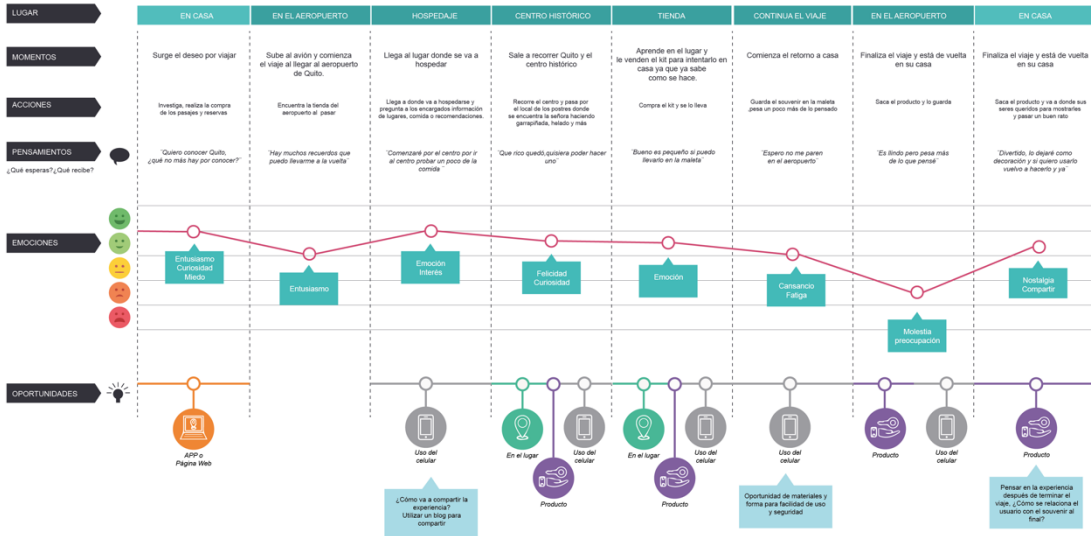 LUGAR
EN CASA
EN EL AEROPUERTO
HOSPEDAJE
CENTRO HISTÓRICO
TIENDA
CONTINUA EL VIAJE
EN EL AEROPUERTO
EN CASA
MOMENTOS
Surge el deseo por viajar
Sube al avión y comienza
el viaje al llegar al aeropuerto
de Quito.
Llega al lugar donde se va a
hospedar
Sale a recorrer Quito y el
centro histórico
Aprende en el lugar y
le venden el kit para intentarlo en
casa ya que ya sabe
como se hace.
Comienza el retorno a casa
Finaliza el viaje y está de vuelta
en su casa
Finaliza el viaje y está de vuelta
en su casa
ACCIONES
Investiga, realiza la compra
de los pasajes y reservas
Encuentra la tienda del
aeropuerto al pasar
Llega a donde va a hospedarse y
pregunta a los encargados información
de lugares, comida o recomendaciones.
Recorre el centro y pasa por
el local de los postres donde
se encuentra la señora haciendo
garrapiñada, helado y más
Compra el kit y se lo lleva
Guarda el souvenir en la maleta
,pesa un poco más de lo pensado
Saca el producto y lo guarda
Saca el producto y va a donde sus
seres queridos para mostrarles
y pasar un buen rato
PENSAMIENTOS
¿Qué esperas?¿Qué recibe?
¨Quiero conocer Quito,
¿qué no más hay por conocer?¨
¨Hay muchos recuerdos que
puedo llevarme a la vuelta¨
¨Comenzaré por el centro por ir
al centro probar un poco de la
comida ¨
¨Que rico quedó,quisiera poder hacer
uno¨
¨Bueno es pequeño si puedo
llevarlo en la maleta¨
¨Espero no me paren
en el aeropuerto¨
¨Es llindo pero pesa más
de lo que pensé¨
¨Divertido, lo dejaré como
decoración y si quiero usarlo
vuelvo a hacerlo y ya¨
EMOCIONES
Entusiasmo
Curiosidad
Miedo
Entusiasmo
Emoción
Interés
Felicidad
Curiosidad
Emoción
Cansancio
Fatiga
Molestia
preocupación
Nostalgia
Compartir
OPORTUNIDADES
APP o
Página Web
Uso del
celular
En el lugar
Producto
Uso del
celular
En el lugar
Producto
Uso del
celular
Uso del
celular
Producto
Uso del
celular
Producto
¿Cómo va a compartir la
experiencia?
Utilizar un blog para
compartir
Oportunidad de materiales y
forma para facilidad de uso
y seguridad
Pensar en la experiencia
después de terminar el
viaje, ¿Cómo se relaciona el
usuario con el souvenir al
final?